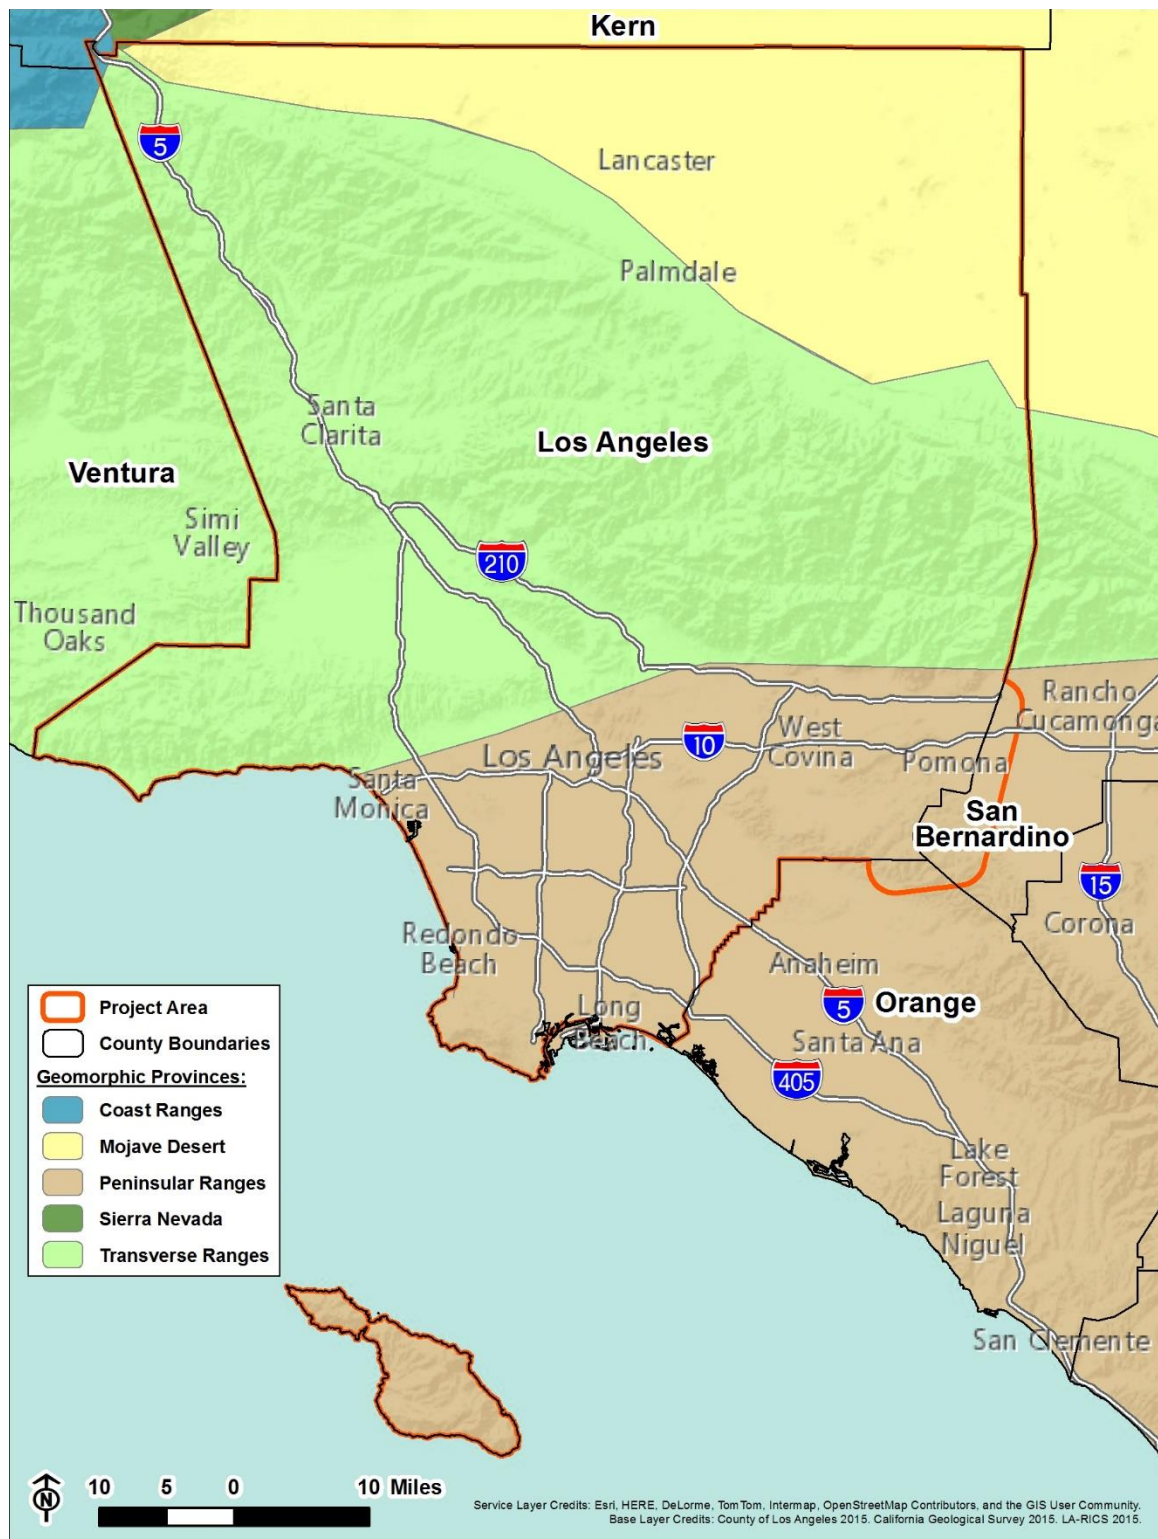 Kern
5
Lancaster
Palmdale
Santa
Clarita
Los Angeles
Ventura
Simi
Valley
210
Thousand
Oaks
Rancho
Cucamonga
West
Covina
10
Los Angeles
Pomona
Santa
Monica
San
Bernardino
15
Corona
Redondo
Beach
Anaheim
Long
Beach
5
Orange
Santa Ana
405
Lake
Forest
Laguna
Niguel
San Clemente
Project Area
County Boundaries
Geomorphic Provinces:
Coast Ranges
Mojave Desert
Peninsular Ranges
Sierra Nevada
Transverse Ranges
N
10 5 0 10 Miles
Service Layer Credits: Esri, HERE, DeLorme, TomTom, Intermap, OpenStreetMap Contributors, and the GIS User Community.
Base Layer Credits: County of Los Angeles 2015. California Geological Survey 2015. LA-RICS 2015.